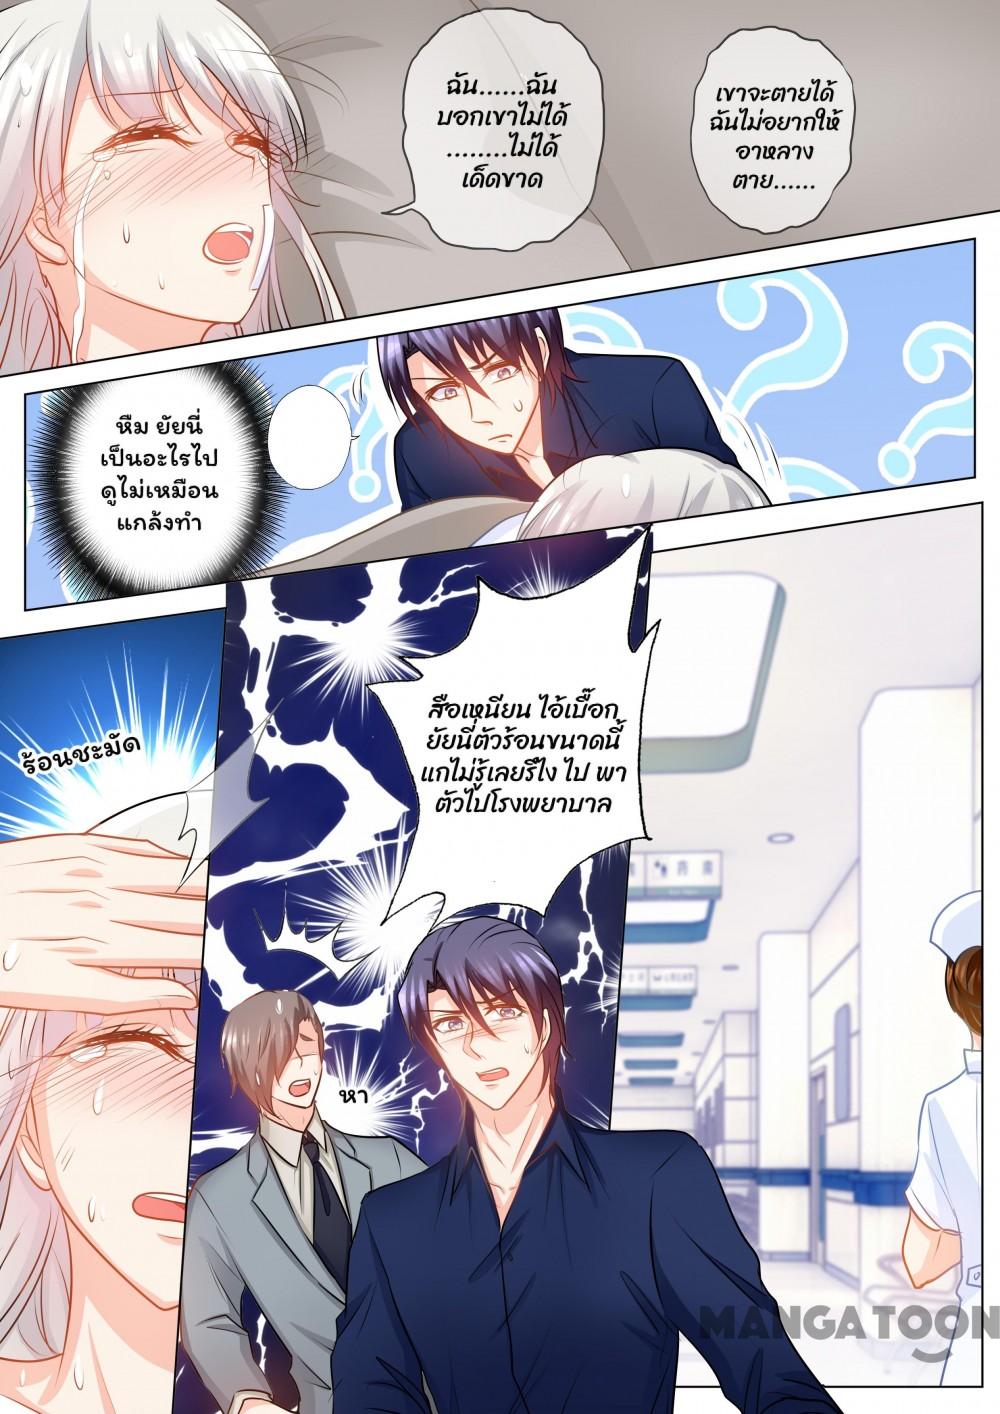 ฉัน......ฉัน
บอกเขาไม่ได้
........ไม่ได้
เด็ดขาด
เขาจะตายได้
ฉันไม่อยากให้
อาหลาง
ตาย......
หืม ยัยนี่
เป็นอะไรไป
ดูไม่เหมือน
แกล้งทำ
ร้อนชะมัด
สือเหนียน ไอ้เบื๊อก
ยัยนี่ตัวร้อนขนาดนี้
แกไม่รู้เลยรึไง ไป พา
ตัวไปโรงพยาบาล
หา
MANGATOON